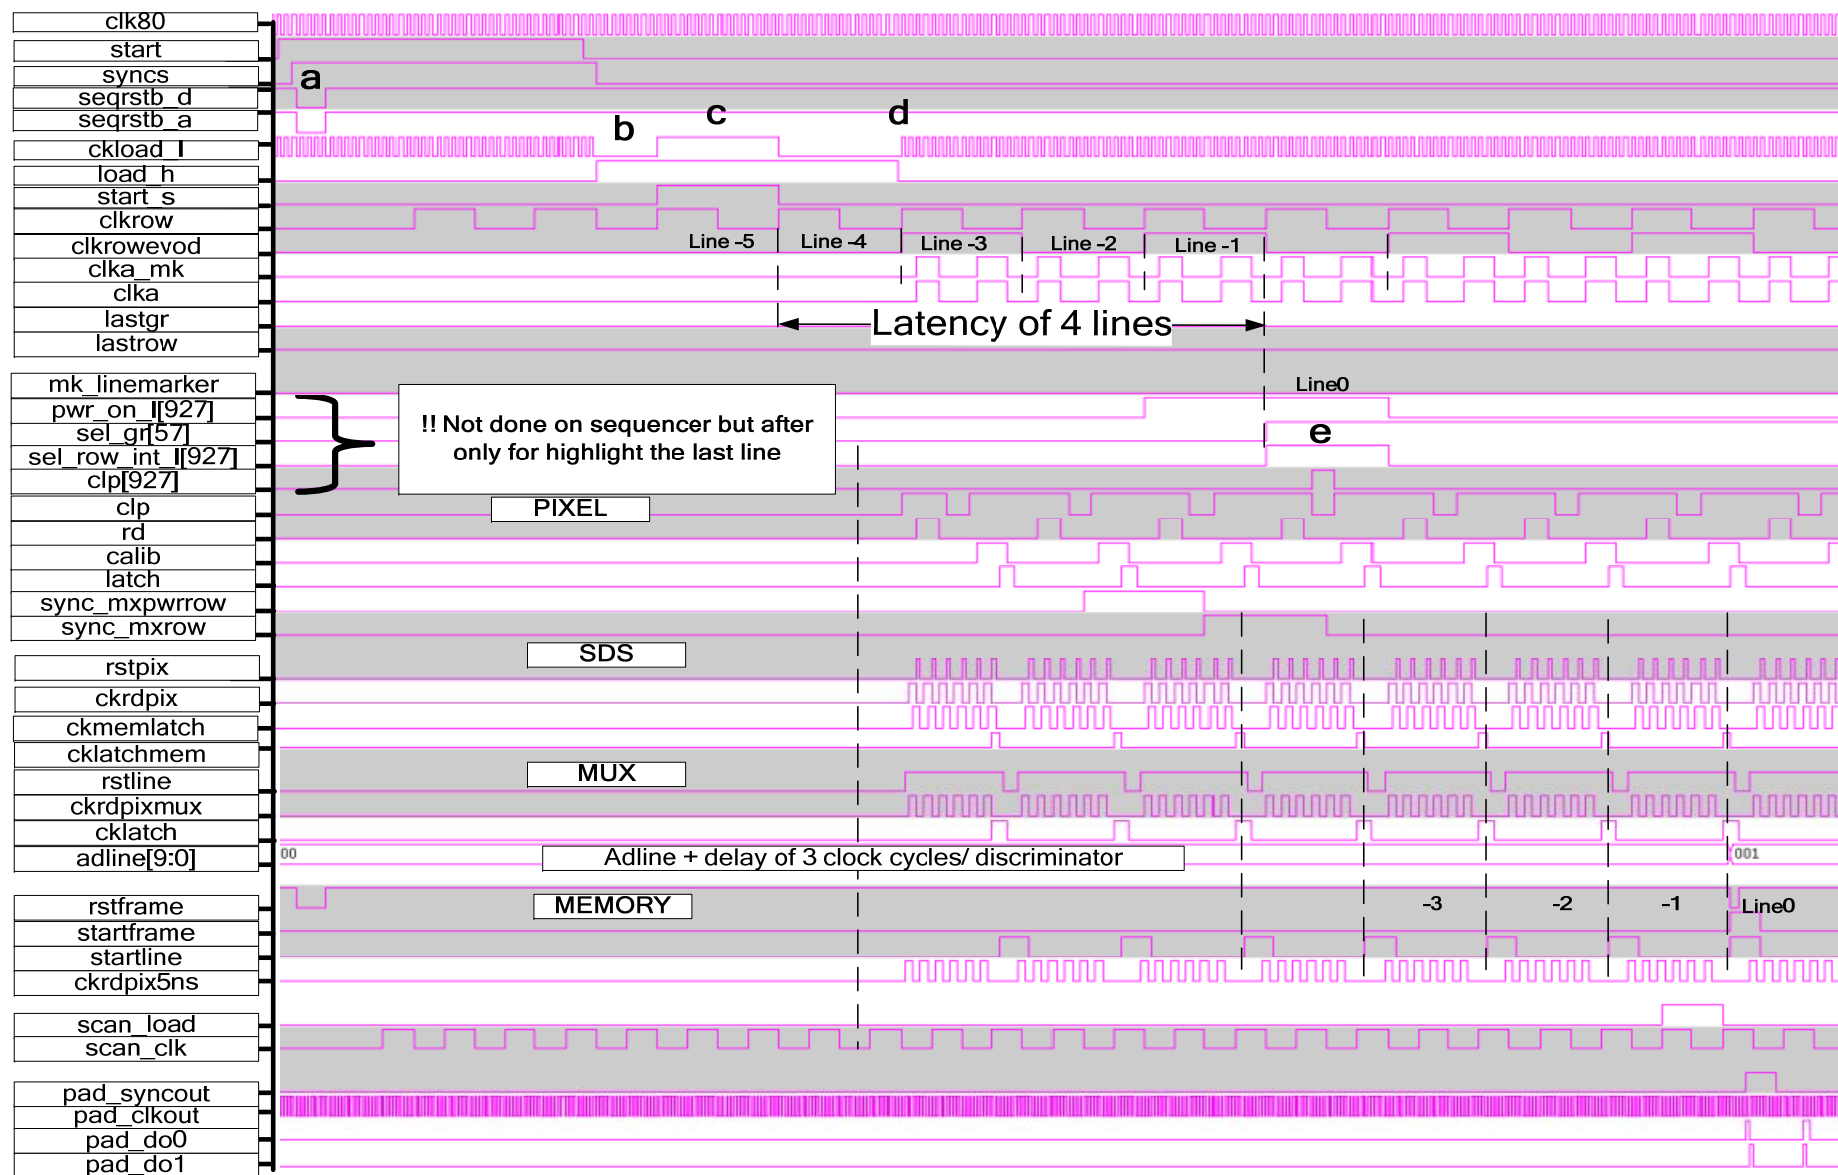 clk80
start
syncs
a
seqrstb_d
seqrstb_a
b
c
d
ckload_l
load_h
start_s
clkrow
clkrowevod
Line -5
Line -4
Line -3
Line -2
Line -1
clka_mk
clka
lastgr
Latency of 4 lines
lastrow
mk_linemarker
Line0
pwr_on_l[927]
sel_gr[57]
!! Not done on sequencer but after
only for highlight the last line
e
sel_row_int_l[927]
clp[927]
clp
PIXEL
rd
calib
latch
sync_mxpwrrow
sync_mxrow
SDS
rstpix
ckrdpix
ckmemlatch
cklatchmem
MUX
rstline
ckrdpixmux
cklatch
adline[9:0]
00
Adline + delay of 3 clock cycles/ discriminator
001
rstframe
MEMORY
-3
-2
-1
Line0
startframe
startline
ckrdpix5ns
scan_load
scan_clk
pad_syncout
pad_clkout
pad_do0
pad_do1